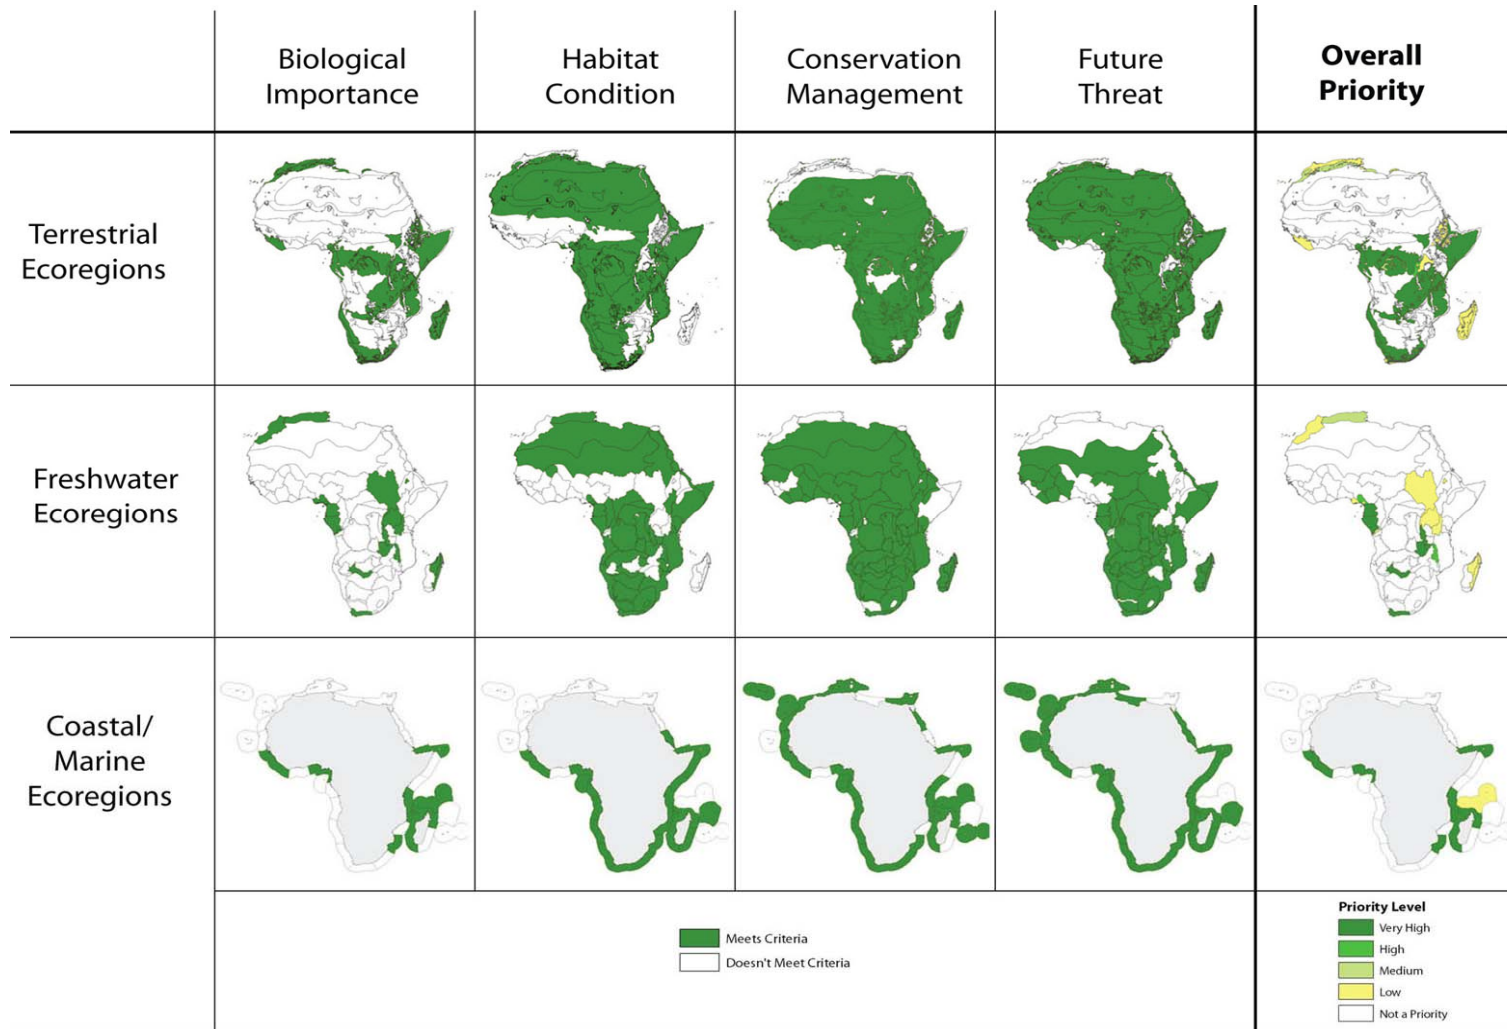 Biological
Importance
Habitat
Condition
Conservation
Management
Future
Threat
Overall
Priority
Terrestrial
Ecoregions
Freshwater
Ecoregions
Coastal/
Marine
Ecoregions
Meets Criteria
Doesn't Meet Criteria
Priority Level
Very High
High
Medium
Low
Not a Priority